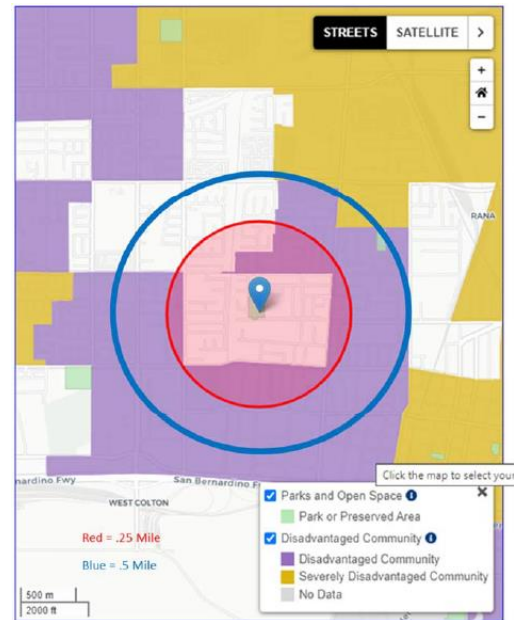 STREETS SATELLITE >
+
−
RANA
Click the map to select your
nardino Fwy
San Bernardino F
WEST COLTON
Red = .25 Mile
Blue = .5 Mile
500 m
2000 ft
Parks and Open Space
Park or Preserved Area
Disadvantaged Community
Disadvantaged Community
Severely Disadvantaged Community
No Data